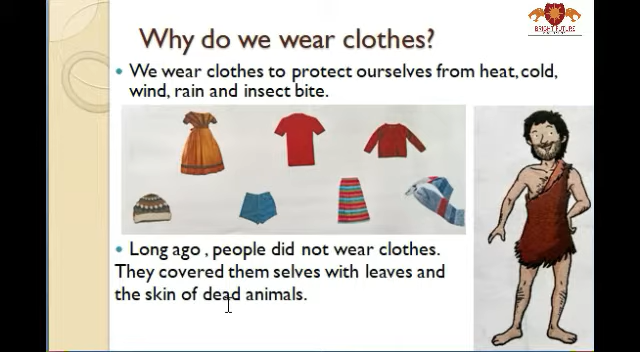 BRIGHT FUTURE
Why do we wear clothes?
• We wear clothes to protect ourselves from heat, cold,
wind, rain and insect bite.
• Long ago , people did not wear clothes.
They covered them selves with leaves and
the skin of dead animals.